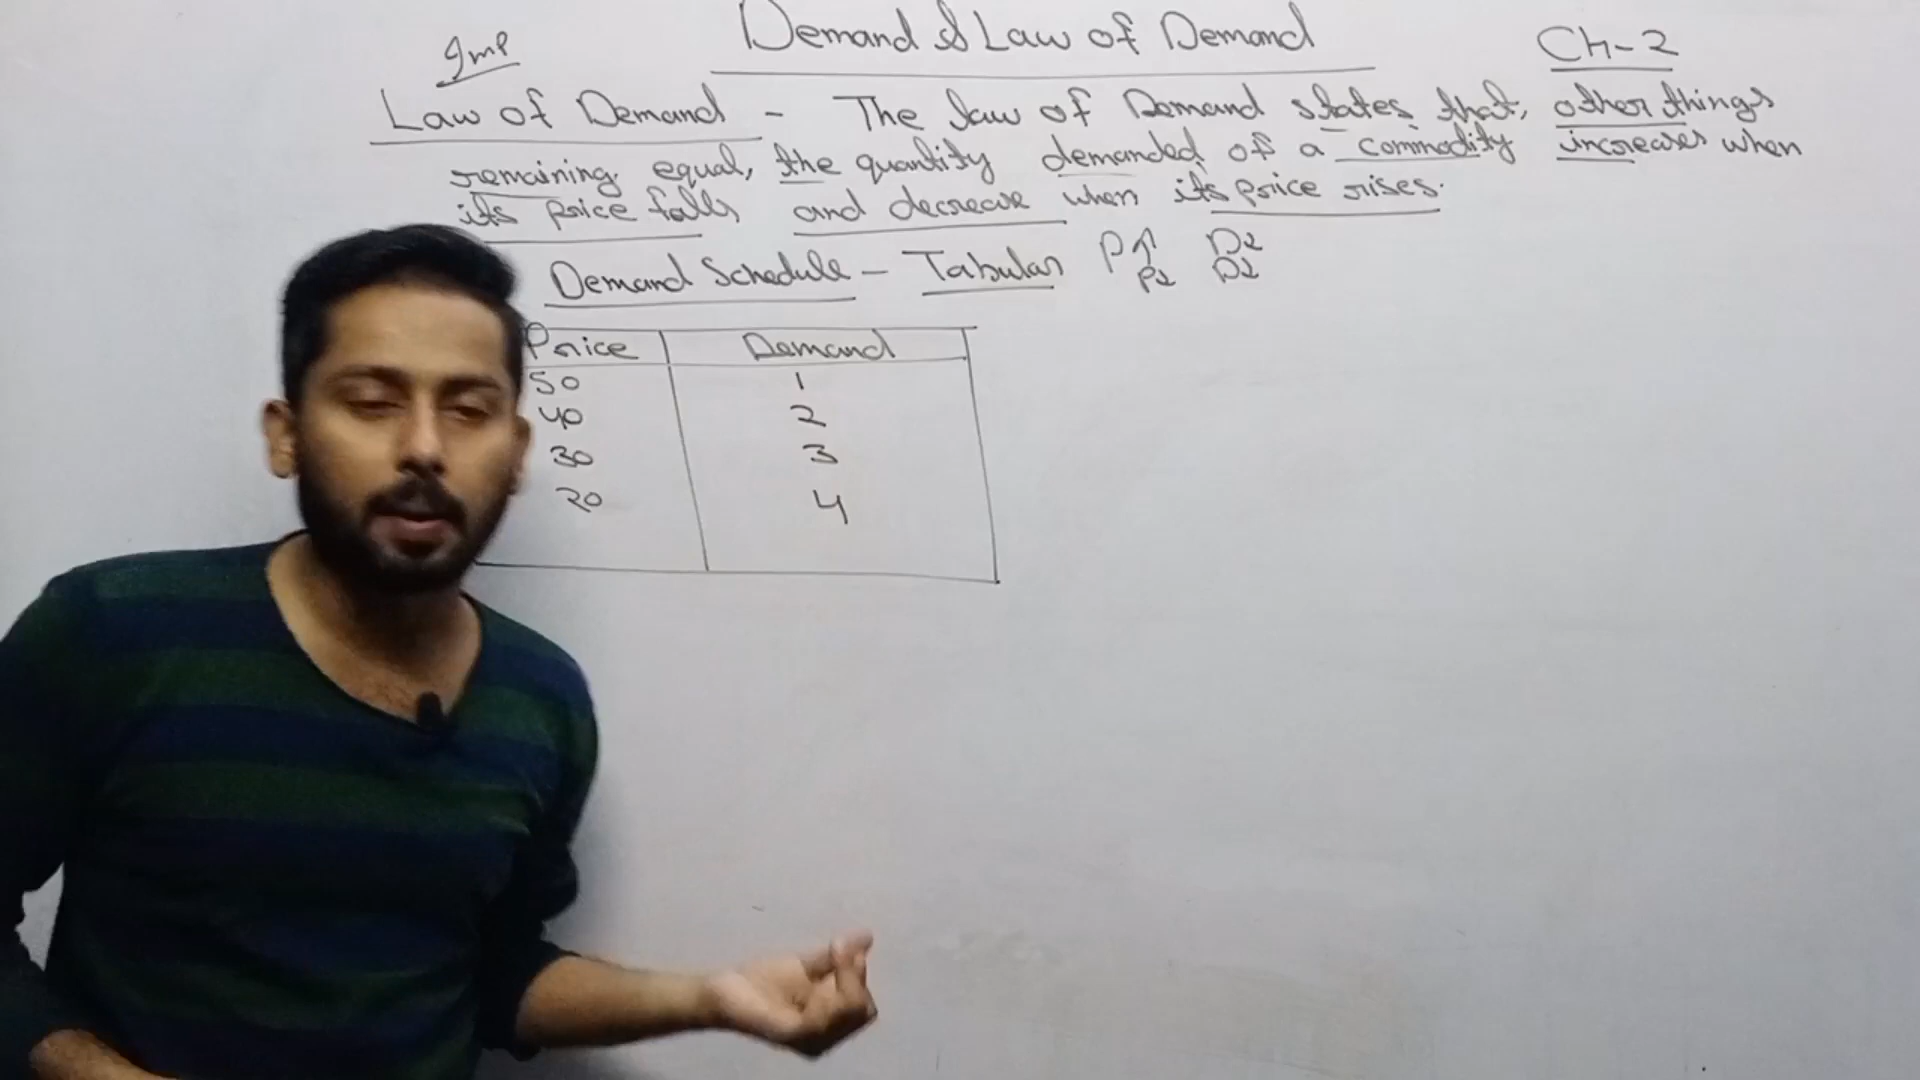 Demand & Law of Demand
Imp
Ch-2
Law of Demand - The law of Demand states that, other things
remaining equal, the quantity demanded of a commodity increases when
its price falls and decrease when its price rises.
Demand Schedule - Tabular P↑ D↓
P↓ D↓
Price Demand
50 1
40 2
30 3
20 4